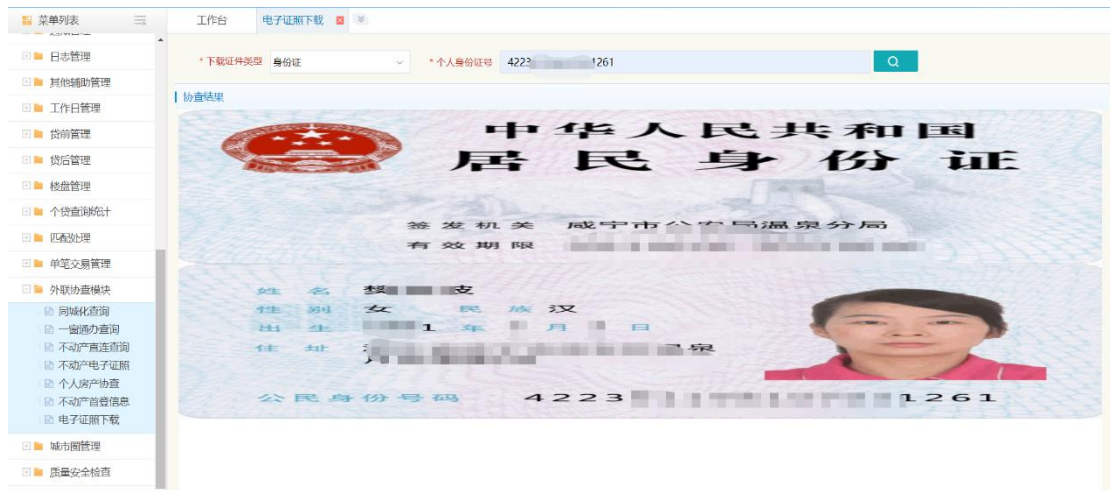 菜单列表
工作台 电子证照下载
日志管理
* 下载证件类型 身份证 * 个人身份证号 4223 1261
其他辅助管理
协查结果
工作日管理
贷前管理
贷后管理
楼盘管理
个贷查询统计
匹配处理
单笔交易管理
外联协查模块
同城化查询
一窗通办查询
不动产直连查询
不动产电子证照
个人房产协查
不动产首登信息
电子证照下载
城市圈管理
质量安全检查
中华人民共和国
居民身份证
签发机关 咸宁市公安局温泉分局
有效期限
姓名
性别 女 民族 汉
出生 1 年 月 日
住址 泉
公民身份号码 4223 1261